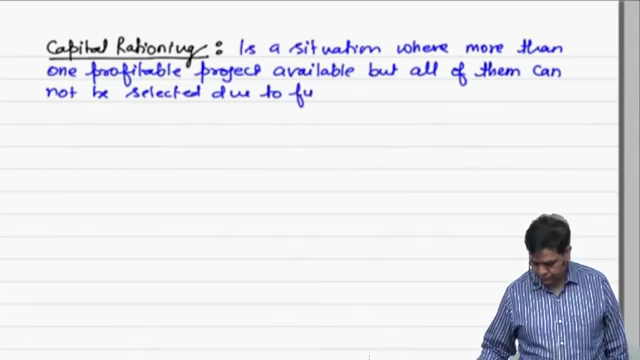 Capital Rationing : Is a situation where more than
one profitable project available but all of them can
not be selected due to fu